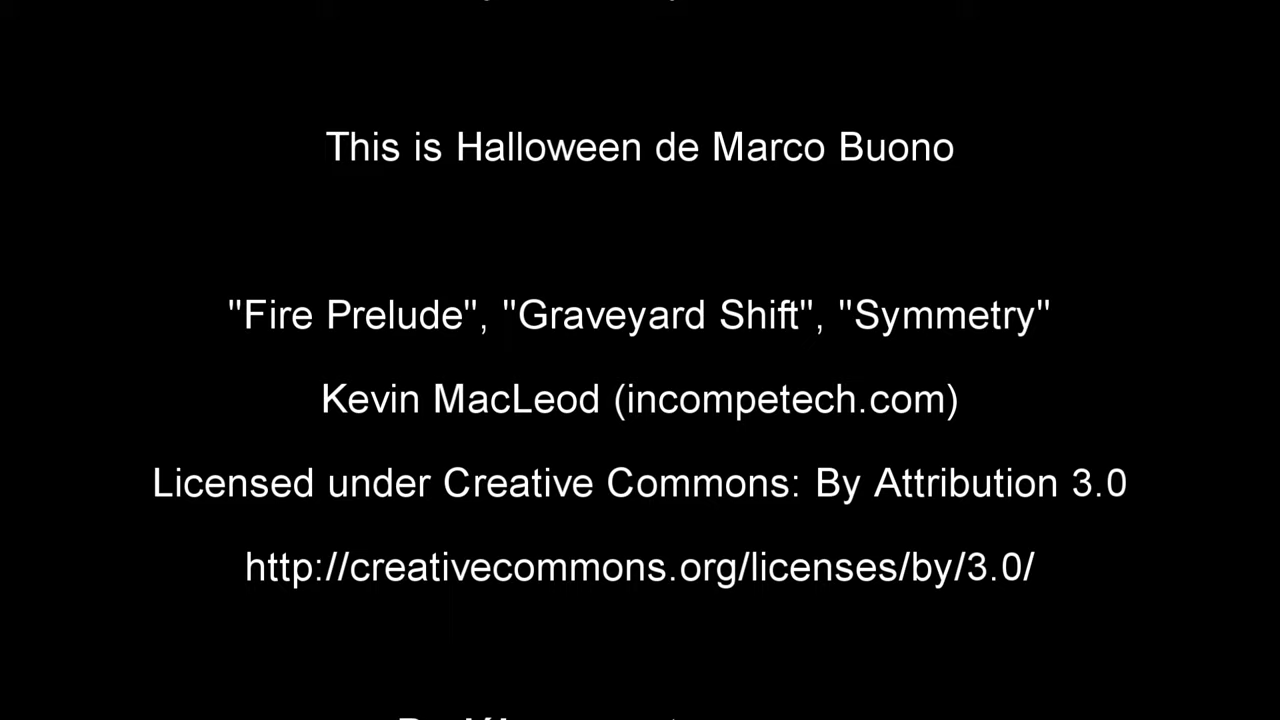 This is Halloween de Marco Buono
"Fire Prelude", "Graveyard Shift", "Symmetry"
Kevin MacLeod (incompetech.com)
Licensed under Creative Commons: By Attribution 3.0
http://creativecommons.org/licenses/by/3.0/